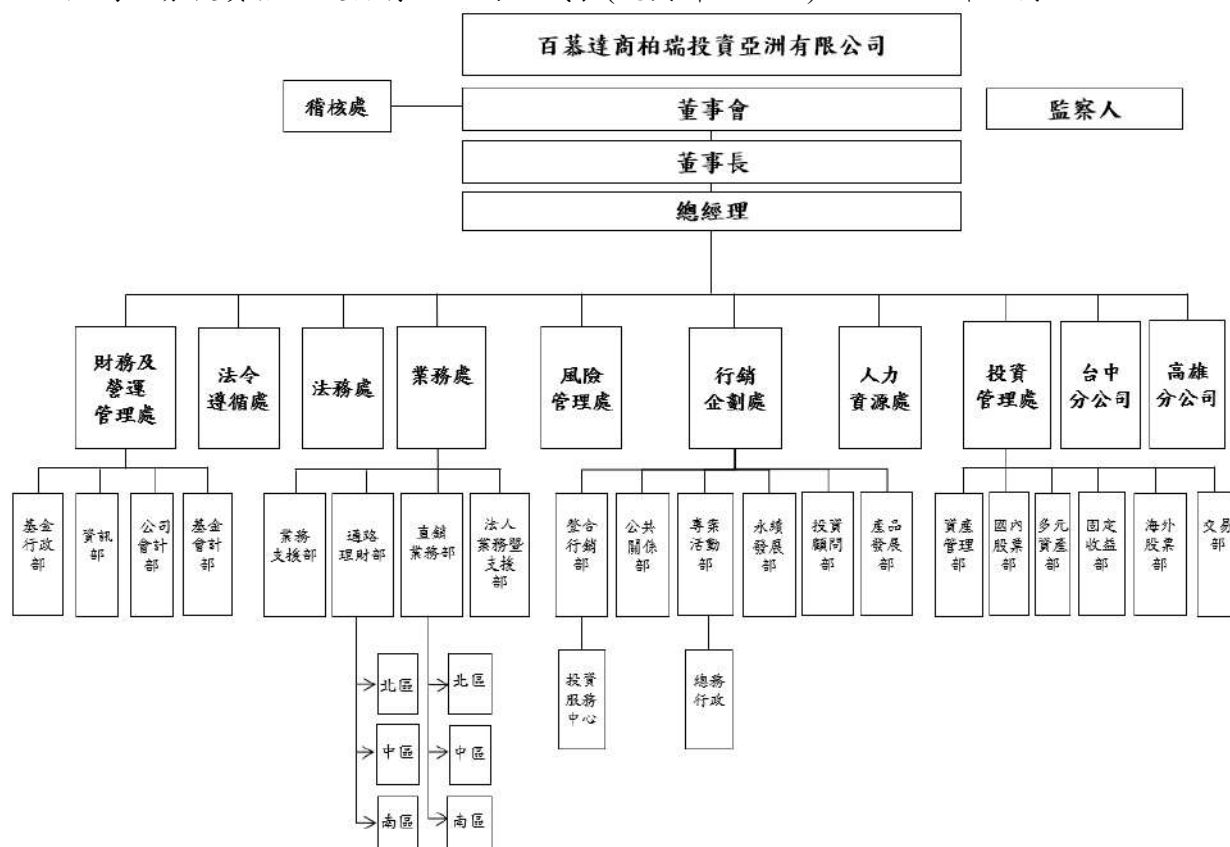 百慕達商柏瑞投資亞洲有限公司
稽核處
董事會
監察人
董事長
總經理
財務及
營運
管理處
法令
遵循處
法務處
業務處
風險
管理處
行銷
企劃處
人力
資源處
投資
管理處
台中
分公司
高雄
分公司
基金
行政
部
資訊
部
公司
會計
部
基金
會計
部
業務
支援部
通路
理財部
直銷
業務部
法人
業務暨
支援
部
整合
行銷
部
公共
關係
部
專案
活動
部
永續
發展
部
投資
顧問
部
產品
發展
部
資產
管理
部
國內
股票
部
多元
資產
部
固定
收益
部
海外
股票
部
交易
部
北區
中區
南區
北區
中區
南區
投資
服務
中心
總務
行政